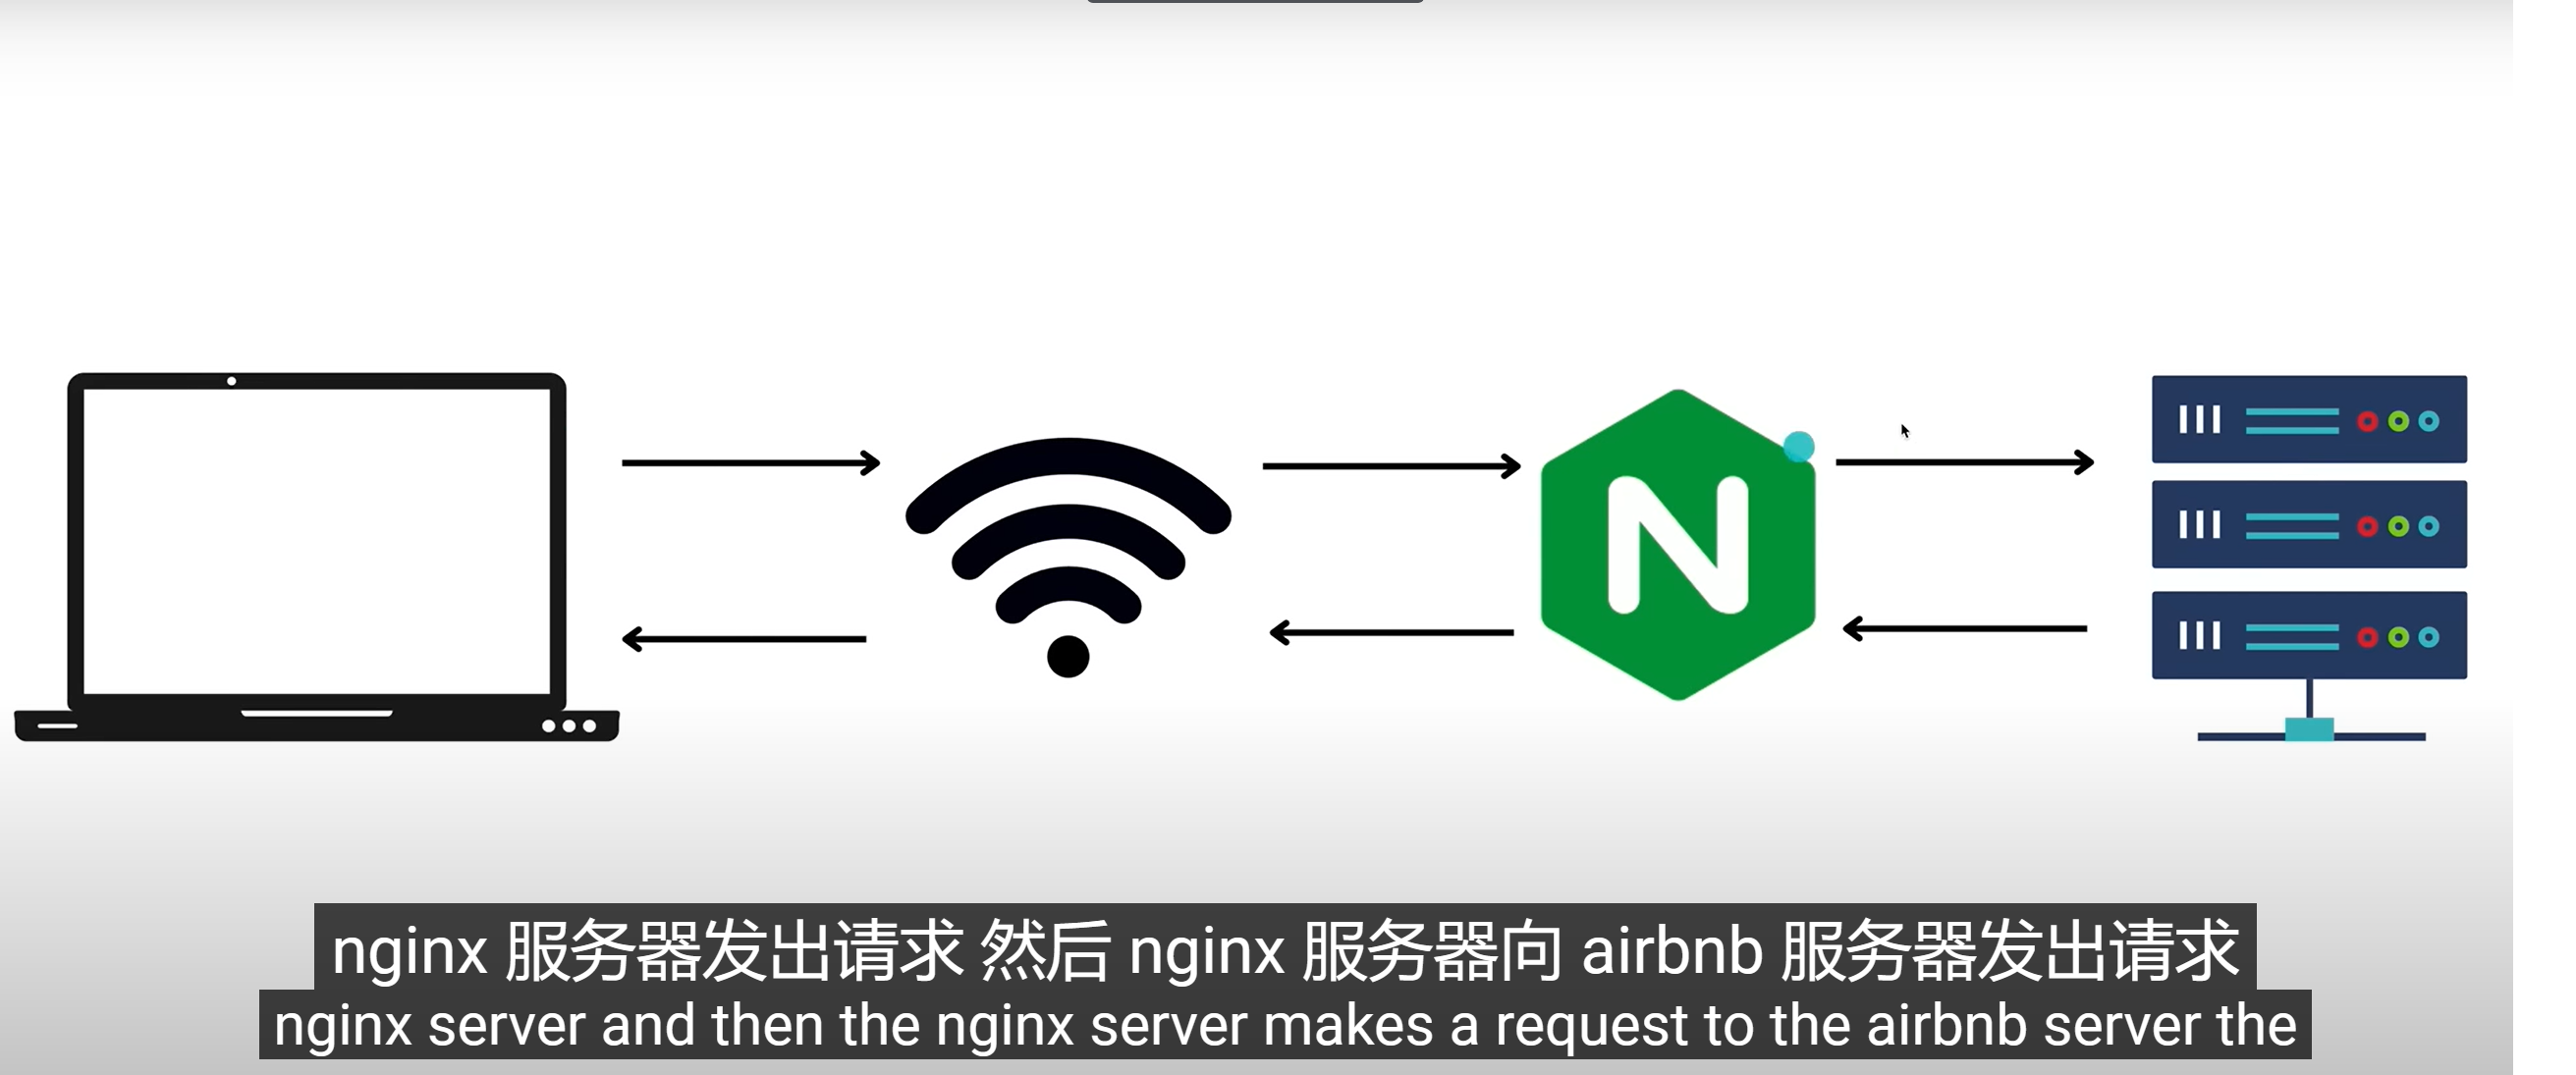 N
nginx 服务器发出请求 然后 nginx 服务器向 airbnb 服务器发出请求
nginx server and then the nginx server makes a request to the airbnb server the